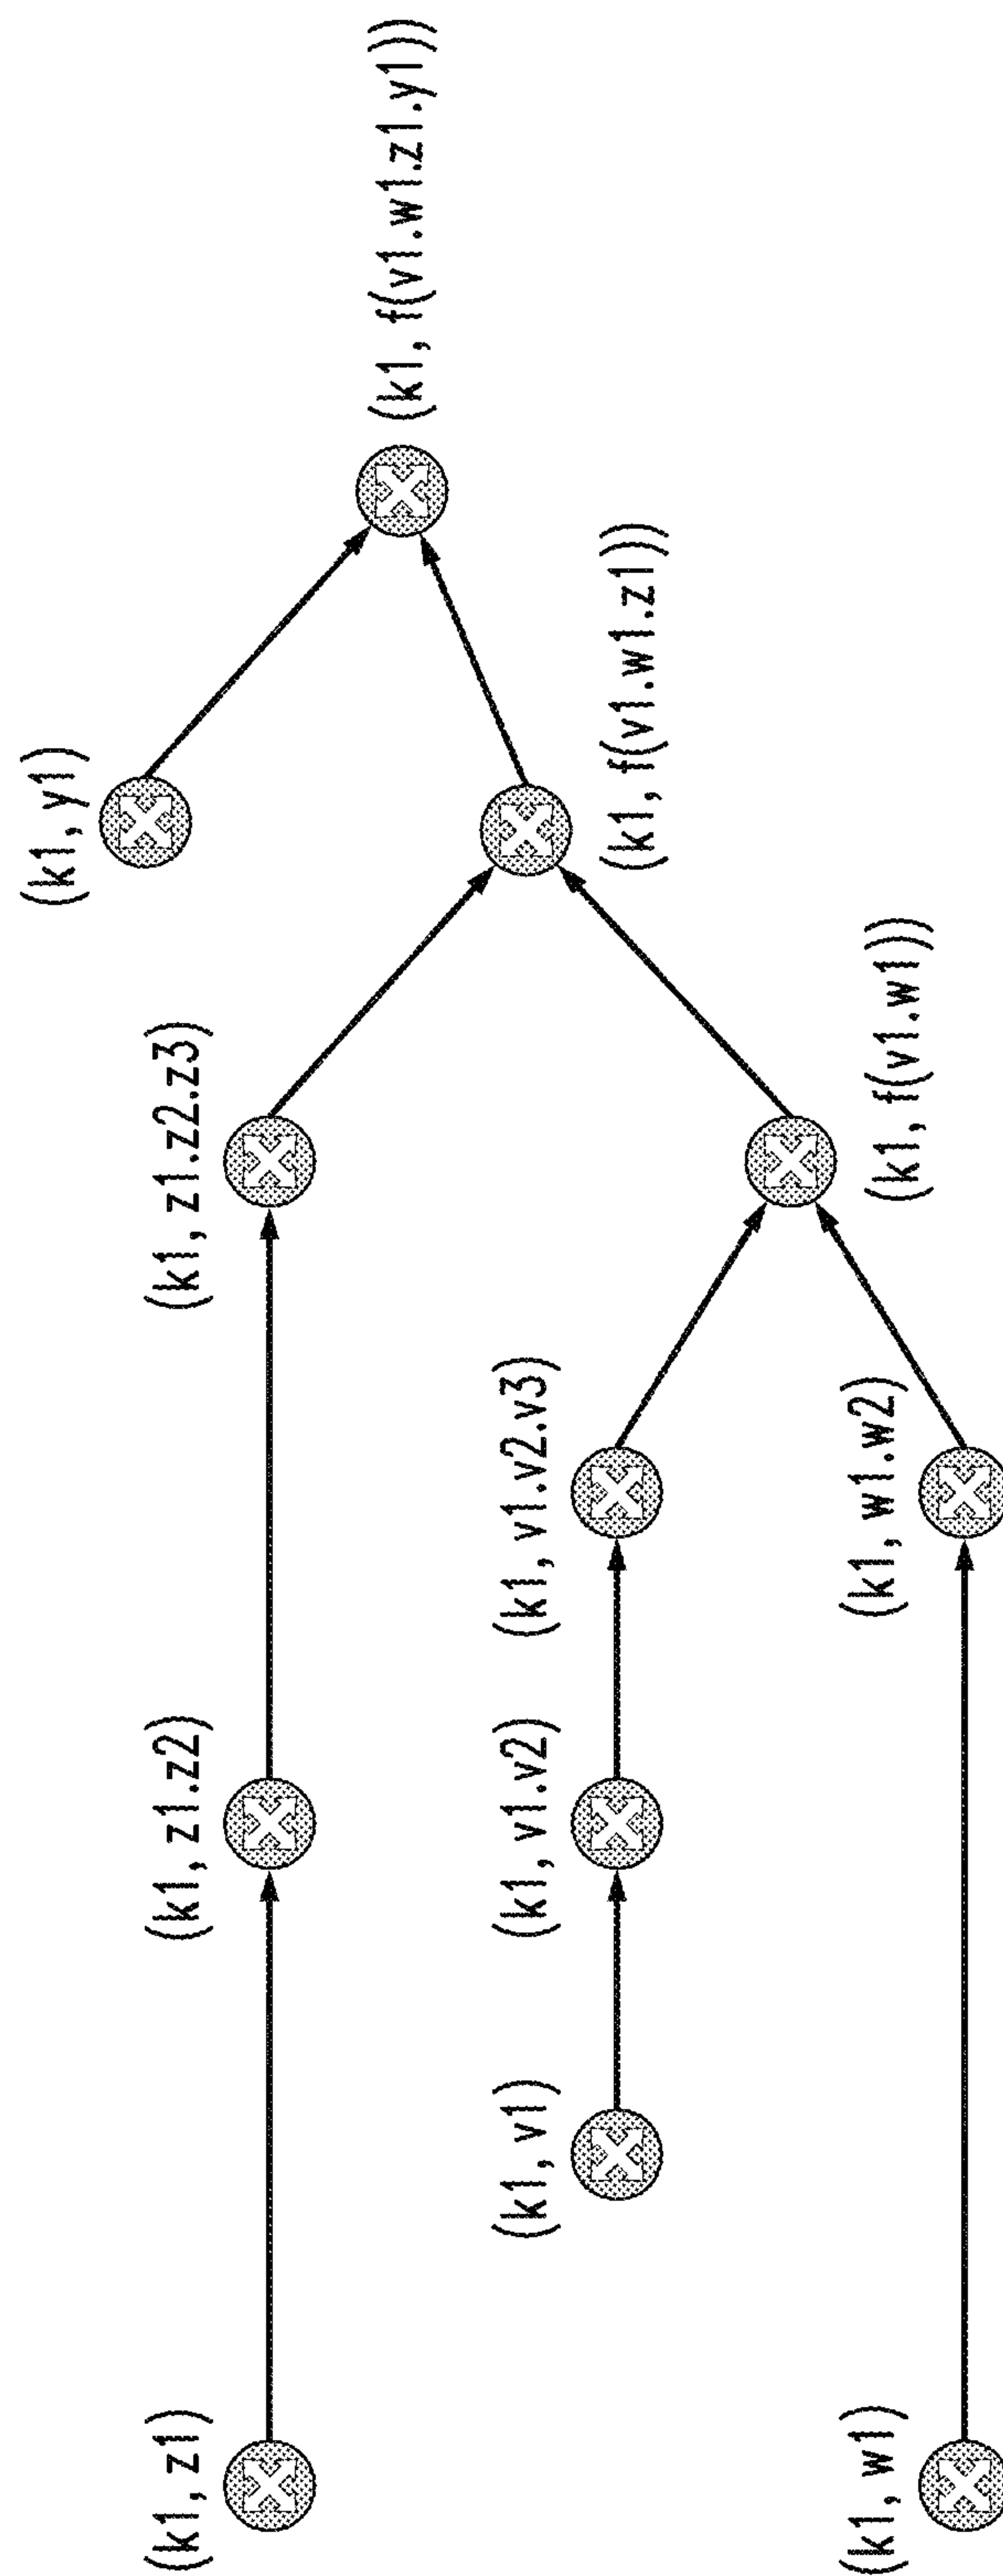 (k1, z1)
(k1, z1.z2)
(k1, z1.z2.z3)
(k1, y1)
(k1, v1)
(k1, v1.v2)
(k1, v1.v2.v3)
(k1, f(v1.w1.z1.y1))
(k1, f(v1.w1.z1))
(k1, w1)
(k1, w1.w2)
(k1, f(v1.w1))